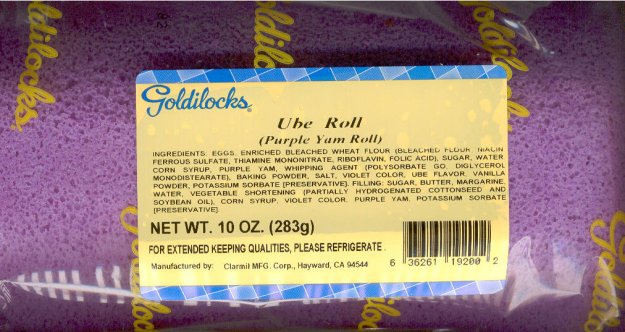 Goldilocks
Goldilocks
Ube Roll
(Purple Yam Roll)
INGREDIENTS: EGGS, ENRICHED BLEACHED WHEAT FLOUR (BLEACHED FLOUR, NIACIN
FERROUS SULFATE, THIAMINE MONONITRATE, RIBOFLAVIN, FOLIC ACID), SUGAR, WATER
CORN SYRUP, PURPLE YAM, WHIPPING AGENT (POLYSORBATE GO, DIGLYCEROL
MONODISTEARATE), BAKING POWDER, SALT, VIOLET COLOR, UBE FLAVOR, VANILLA
POWDER, POTASSIUM SORBATE [PRESERVATIVE]. FILLING: SUGAR, BUTTER, MARGARINE,
WATER, VEGETABLE SHORTENING (PARTIALLY HYDROGENATED COTTONSEED AND
SOYBEAN OIL), CORN SYRUP, VIOLET COLOR. PURPLE YAM, POTASSIUM SORBATE
[PRESERVATIVE]
NET WT. 10 OZ. (283g)
FOR EXTENDED KEEPING QUALITIES, PLEASE REFRIGERATE.
Manufactured by: Clarmil MFG. Corp., Hayward, CA 94544
6 36261 19200 2